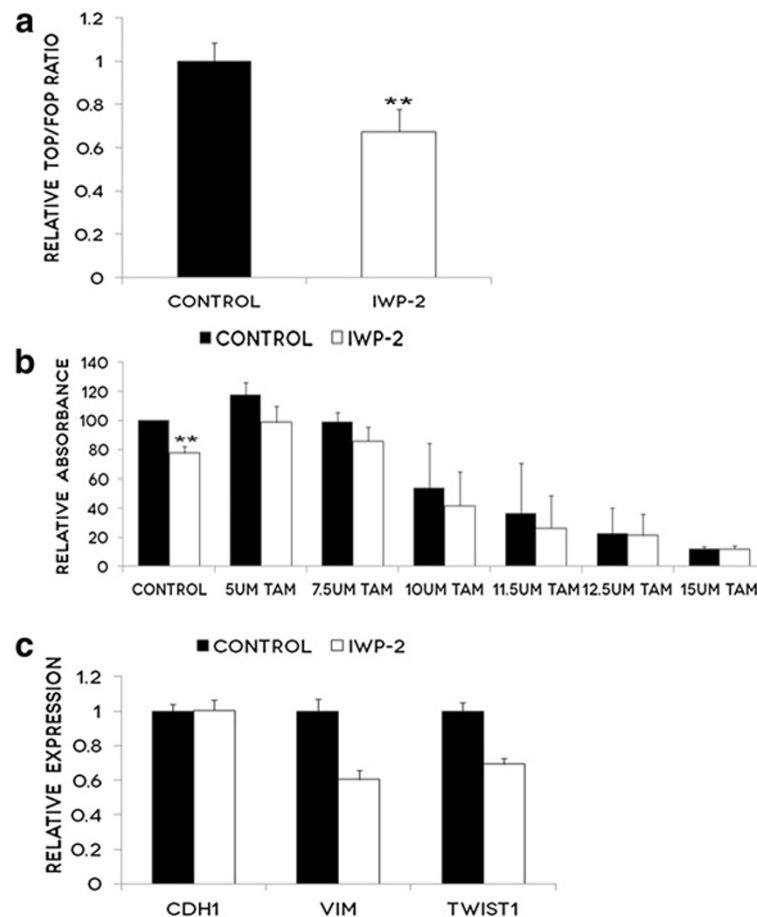 a
RELATIVE TOP/FOP RATIO
1.2
1
0.8
0.6
0.4
0.2
0
**
CONTROL IWP-2
CONTROL IWP-2
b
RELATIVE ABSORBANCE
140
120
100
80
60
40
20
0
**
CONTROL 5UM TAM 7.5UM TAM 10UM TAM 11.5UM TAM 12.5UM TAM 15UM TAM
CONTROL IWP-2
c
RELATIVE EXPRESSION
1.2
1
0.8
0.6
0.4
0.2
0
CDH1 VIM TWIST1